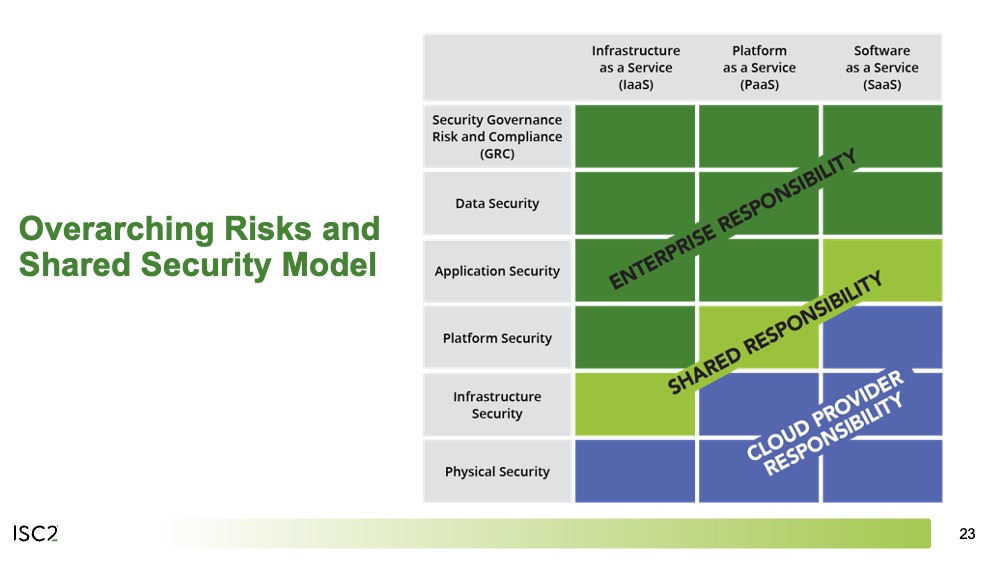 Overarching Risks and
Shared Security Model
Infrastructure
as a Service
(IaaS)
Platform
as a Service
(PaaS)
Software
as a Service
(SaaS)
Security Governance
Risk and Compliance
(GRC)
Data Security
Application Security
Platform Security
Infrastructure
Security
Physical Security
ENTERPRISE RESPONSIBILITY
SHARED RESPONSIBILITY
CLOUD PROVIDER
RESPONSIBILITY
ISC2
23